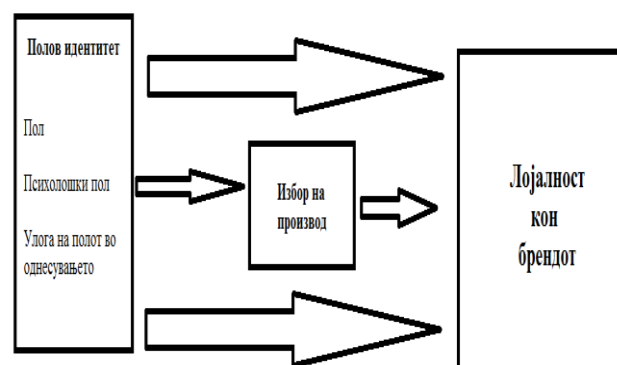 Полов идентитет
Пол
Психолошки пол
Улога на полот во
однесувањето
Избор на
производ
Лојалност
кон
брендот